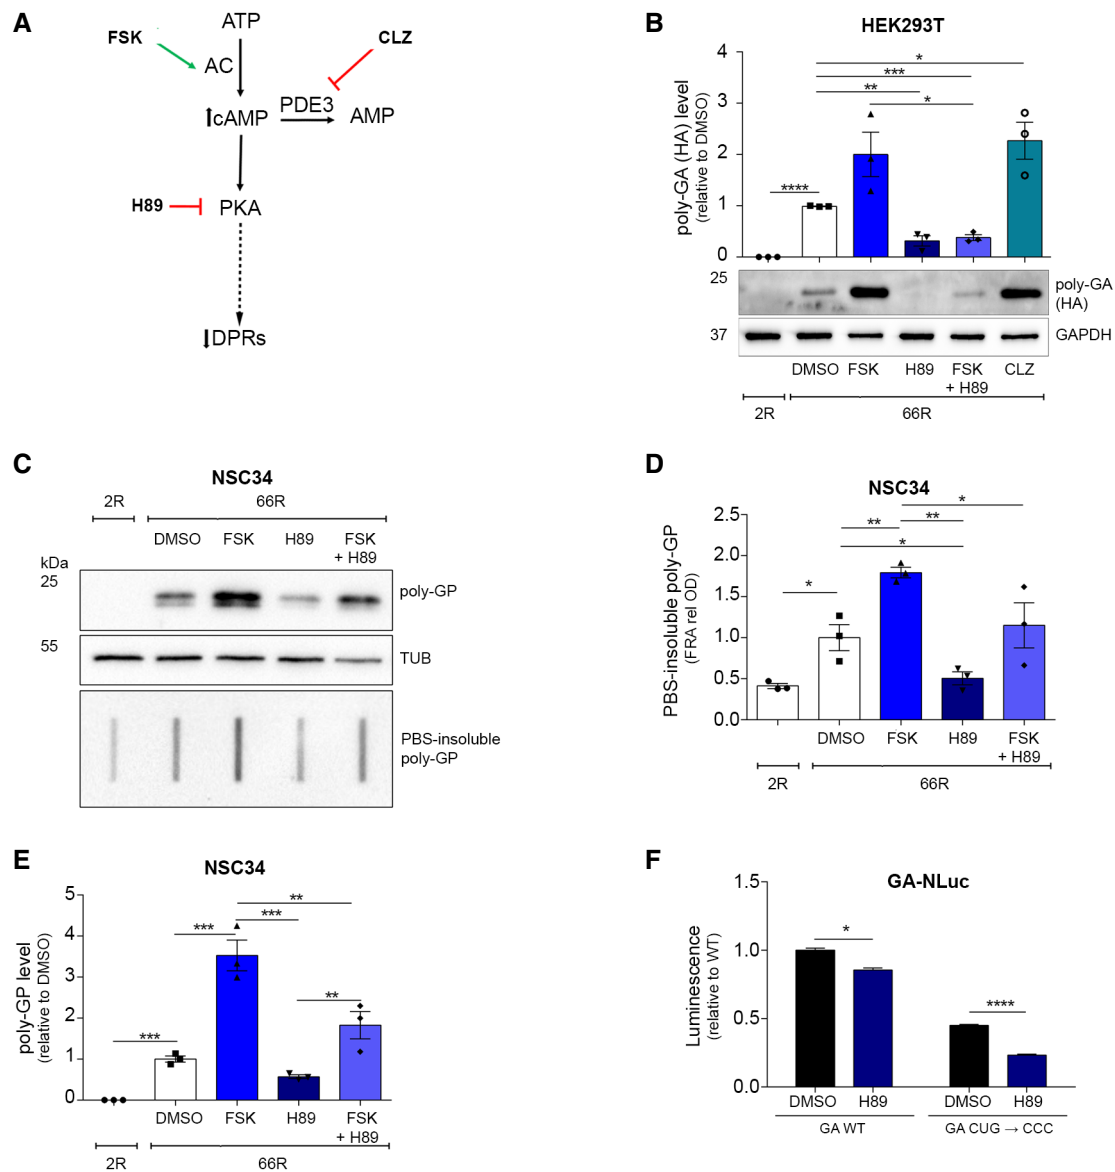 A
FSK
ATP
CLZ
AC
PDE3
cAMP
AMP
H89
PKA
DPRs
B
HEK293T
poly-GA (HA) level
(relative to DMSO)
4
3
2
1
0
*
***
**
*
****
25
poly-GA
(HA)
37
GAPDH
DMSO FSK H89 FSK CLZ
+ H89
2R 66R
C
NSC34
2R 66R
DMSO FSK H89 FSK
+ H89
kDa
25
poly-GP
55
TUB
PBS-insoluble
poly-GP
D
NSC34
PBS-insoluble poly-GP
(FRA rel OD)
2.5
2.0
1.5
1.0
0.5
0.0
*
** **
*
*
DMSO FSK H89 FSK
+ H89
2R 66R
E
NSC34
poly-GP level
(relative to DMSO)
5
4
3
2
1
0
**
***
***
**
***
DMSO FSK H89 FSK
+ H89
2R 66R
F
GA-NLuc
Luminescence
(relative to WT)
1.5
1.0
0.5
0.0
*
****
DMSO H89 DMSO H89
GA WT GA CUG → CCC